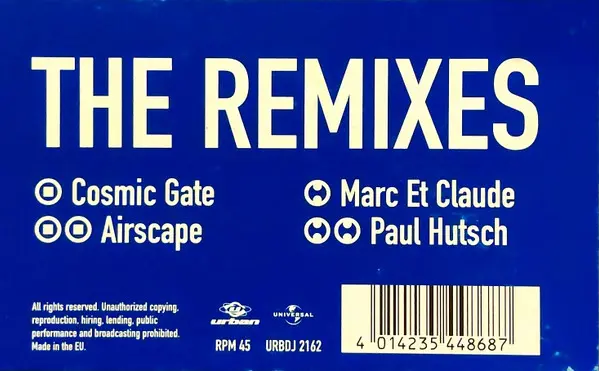 THE REMIXES
Cosmic Gate
Marc Et Claude
Airscape
Paul Hutsch
All rights reserved. Unauthorized copying,
reproduction, hiring, lending, public
performance and broadcasting prohibited.
Made in the EU.
urban
UNIVERSAL
RPM 45 URBDJ 2162
4 014235 448687